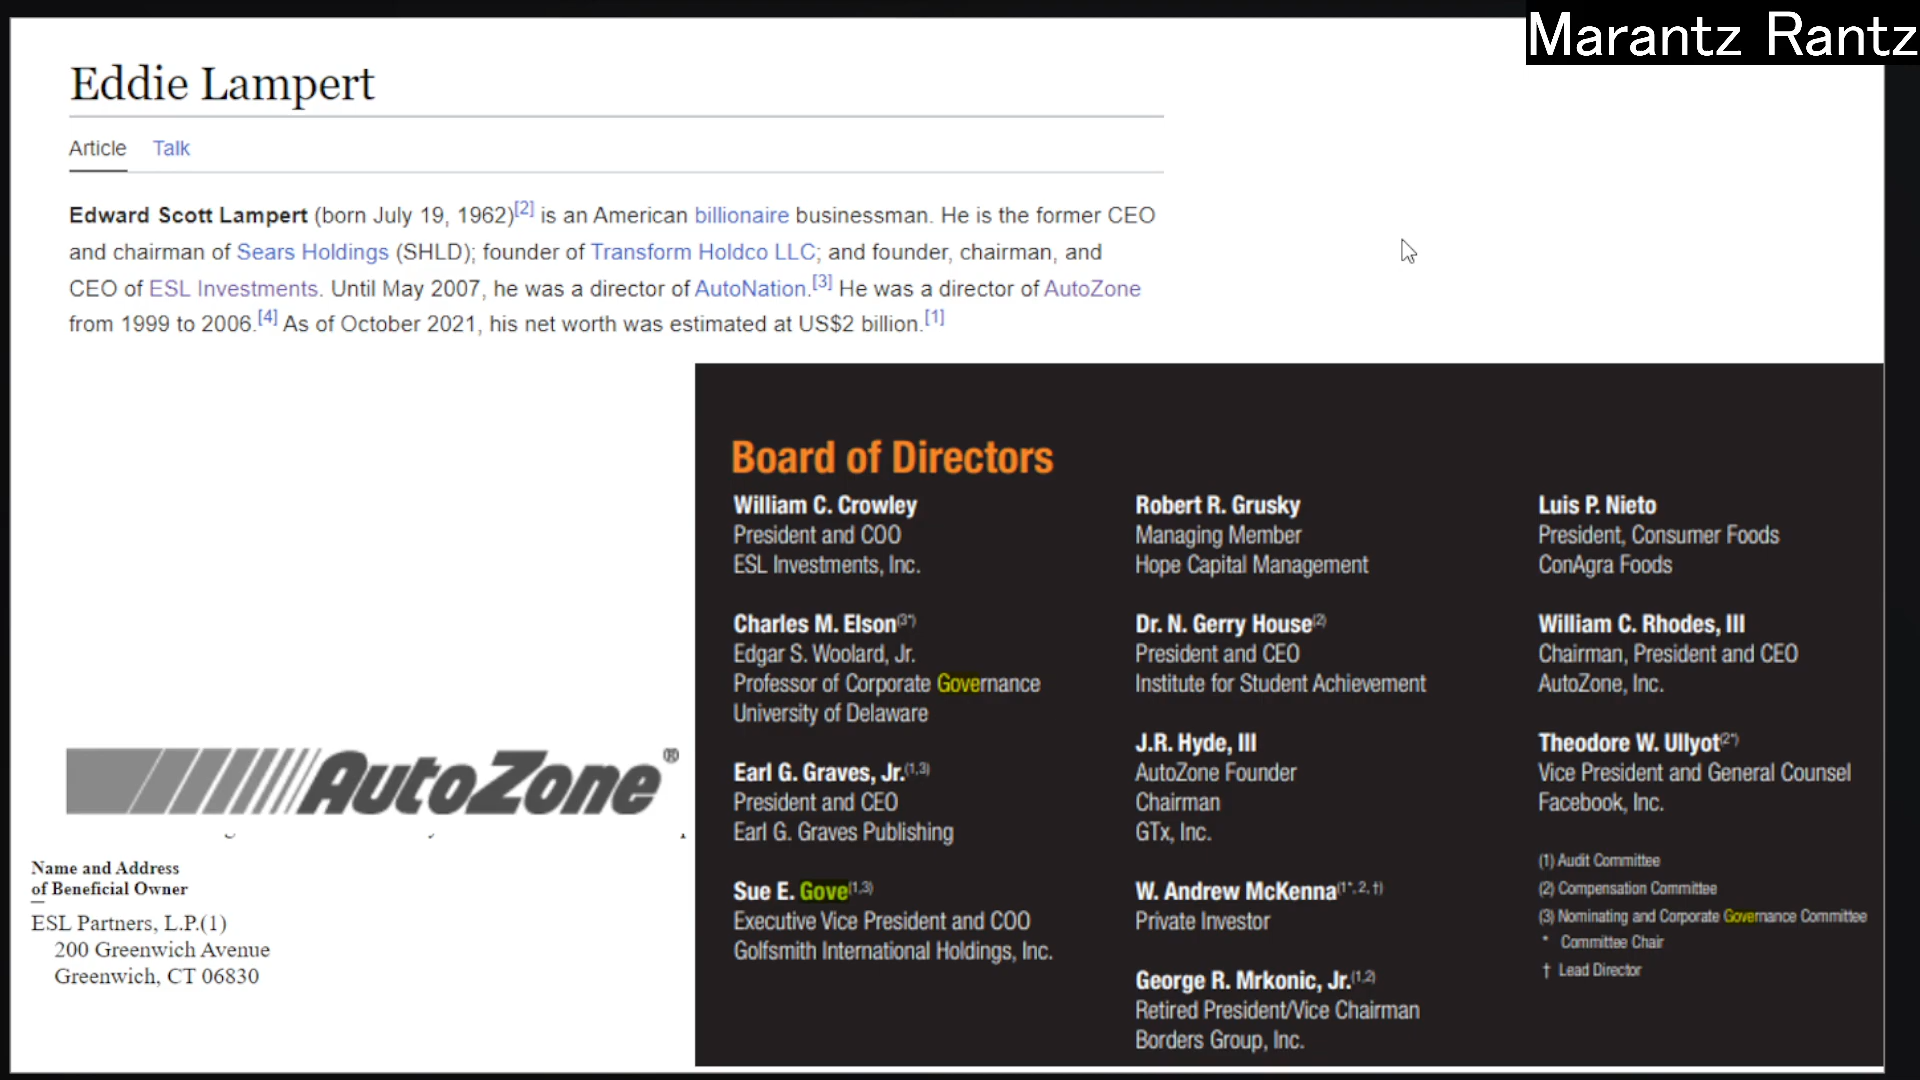 Marantz Rantz
Eddie Lampert
Article Talk
Edward Scott Lampert (born July 19, 1962)[2] is an American billionaire businessman. He is the former CEO
and chairman of Sears Holdings (SHLD); founder of Transform Holdco LLC; and founder, chairman, and
CEO of ESL Investments. Until May 2007, he was a director of AutoNation.[3] He was a director of AutoZone
from 1999 to 2006.[4] As of October 2021, his net worth was estimated at US$2 billion.[1]
AutoZone®
Name and Address
of Beneficial Owner
ESL Partners, L.P.(1)
200 Greenwich Avenue
Greenwich, CT 06830
Board of Directors
William C. Crowley
President and COO
ESL Investments, Inc.
Charles M. Elson(3*)
Edgar S. Woolard, Jr.
Professor of Corporate Governance
University of Delaware
Earl G. Graves, Jr.(1,3)
President and CEO
Earl G. Graves Publishing
Sue E. Gove(1,3)
Executive Vice President and COO
Golfsmith International Holdings, Inc.
Robert R. Grusky
Managing Member
Hope Capital Management
Dr. N. Gerry House(2)
President and CEO
Institute for Student Achievement
J.R. Hyde, III
AutoZone Founder
Chairman
GTx, Inc.
W. Andrew McKenna(1*, 2, †)
Private Investor
George R. Mrkonic, Jr.(1,2)
Retired President/Vice Chairman
Borders Group, Inc.
Luis P. Nieto
President, Consumer Foods
ConAgra Foods
William C. Rhodes, III
Chairman, President and CEO
AutoZone, Inc.
Theodore W. Ullyot(2*)
Vice President and General Counsel
Facebook, Inc.
(1) Audit Committee
(2) Compensation Committee
(3) Nominating and Corporate Governance Committee
* Committee Chair
† Lead Director